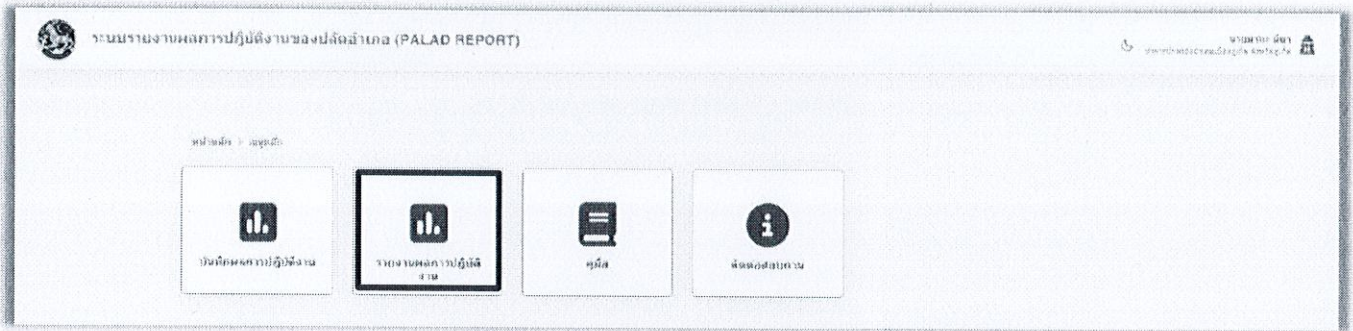 ระบบรายงานผลการปฏิบัติงานของปลัดอำเภอ (PALAD REPORT)
หน้าหลัก > เมนูหลัก
บันทึกผลการปฏิบัติงาน
รายงานผลการปฏิบัติ
งาน
คู่มือ
ติดต่อสอบถาม